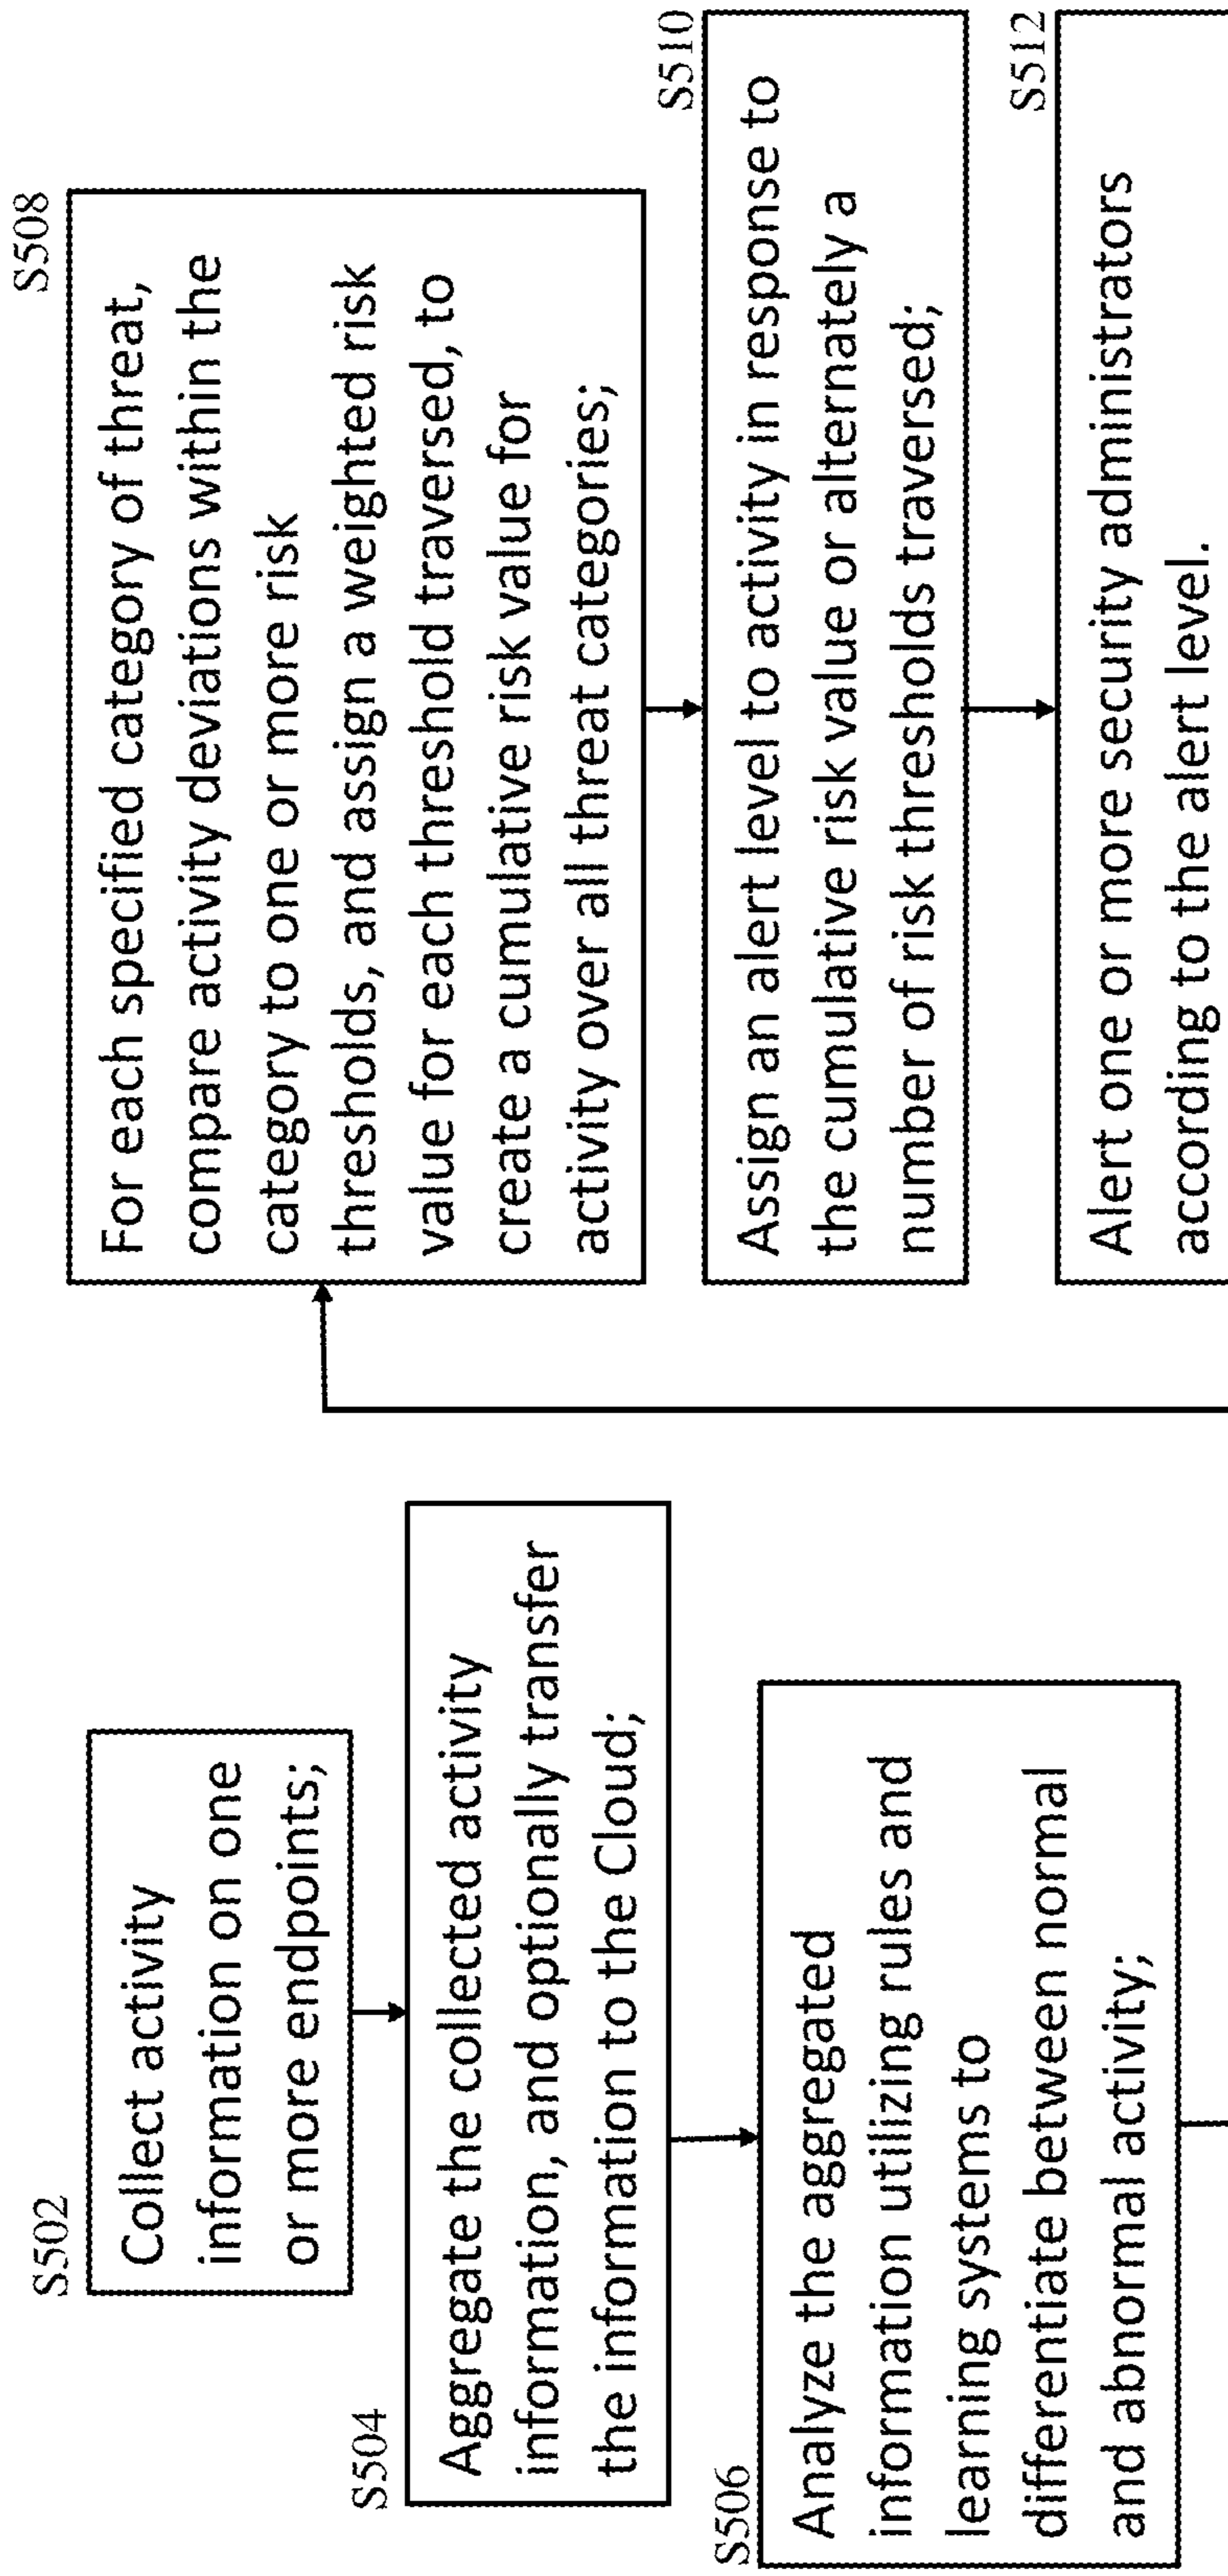 S502
Collect activity
information on one
or more endpoints;
S504
Aggregate the collected activity
information, and optionally transfer
the information to the Cloud;
S506
Analyze the aggregated
information utilizing rules and
learning systems to
differentiate between normal
and abnormal activity;
S508
For each specified category of threat,
compare activity deviations within the
category to one or more risk
thresholds, and assign a weighted risk
value for each threshold traversed, to
create a cumulative risk value for
activity over all threat categories;
S510
Assign an alert level to activity in response to
the cumulative risk value or alternately a
number of risk thresholds traversed;
S512
Alert one or more security administrators
according to the alert level.